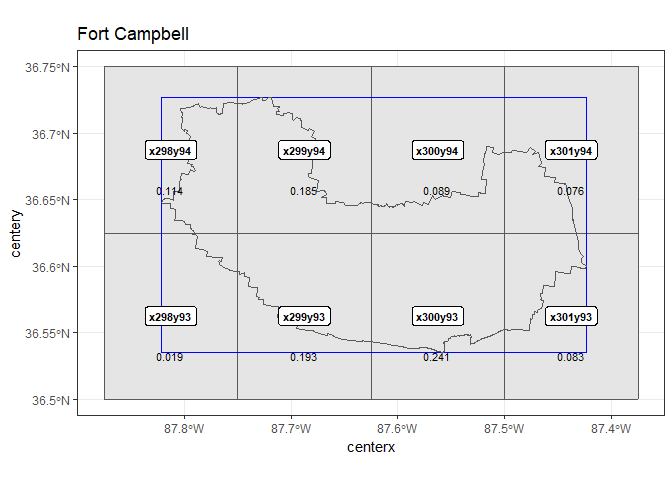 Fort Campbell
36.75°N
36.7°N
x298y94 x299y94 x300y94 x301y94
0.114 0.185 0.089 0.076
36.65°N
centery
36.6°N
x298y93 x299y93 x300y93 x301y93
36.55°N
0.019 0.193 0.241 0.083
36.5°N
87.8°W 87.7°W 87.6°W 87.5°W 87.4°W
centerx